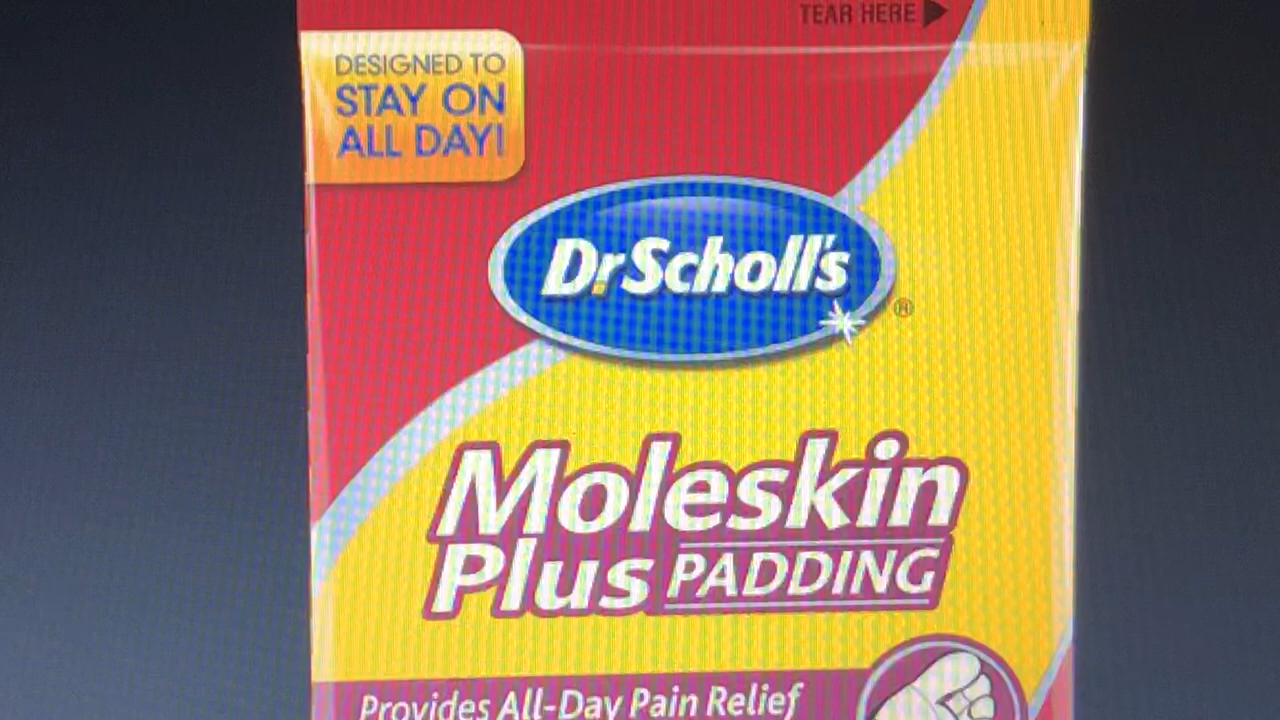 TEAR HERE
DESIGNED TO
STAY ON
ALL DAY!
Dr Scholl's
®
Moleskin
Plus PADDING
Provides All-Day Pain Relief